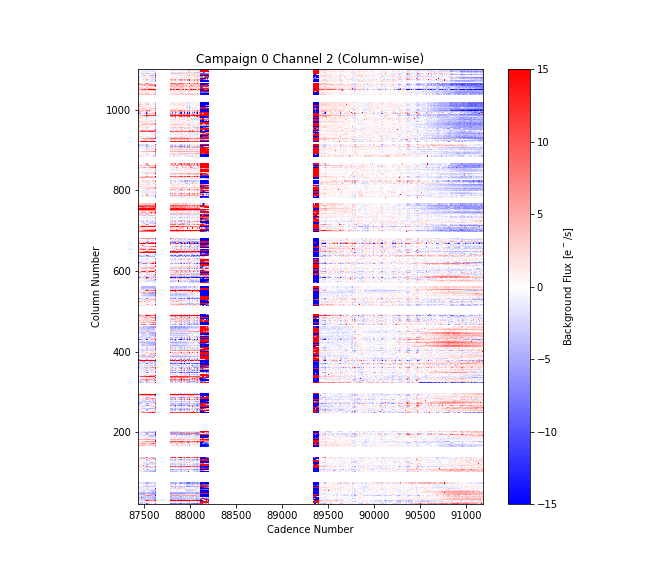 Campaign 0 Channel 2 (Column-wise)
1000
800
600
400
200
Column Number
87500 88000 88500 89000 89500 90000 90500 91000
Cadence Number
15
10
5
0
−5
−10
−15
Background Flux [e⁻/s]